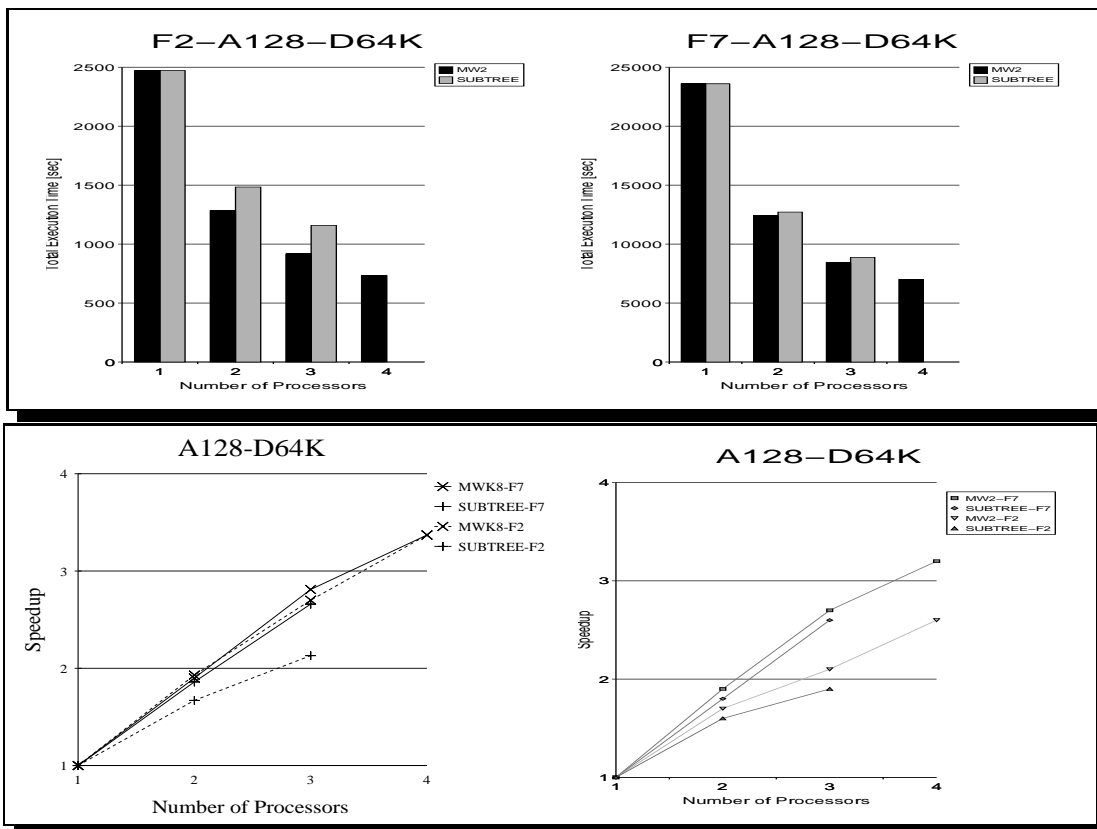 F2−A128−D64K
2500
2000
1500
1000
500
0
Total Execution Time [sec]
1 2 3 4
Number of Processors
MW2
SUBTREE
F7−A128−D64K
25000
20000
15000
10000
5000
0
Total Execution Time [sec]
1 2 3 4
Number of Processors
MW2
SUBTREE
A128-D64K
4
3
2
1
Speedup
1 2 3 4
Number of Processors
MWK8-F7
SUBTREE-F7
MWK8-F2
SUBTREE-F2
A128−D64K
4
3
2
1
Speedup
1 2 3 4
Number of Processors
MW2−F7
SUBTREE−F7
MW2−F2
SUBTREE−F2